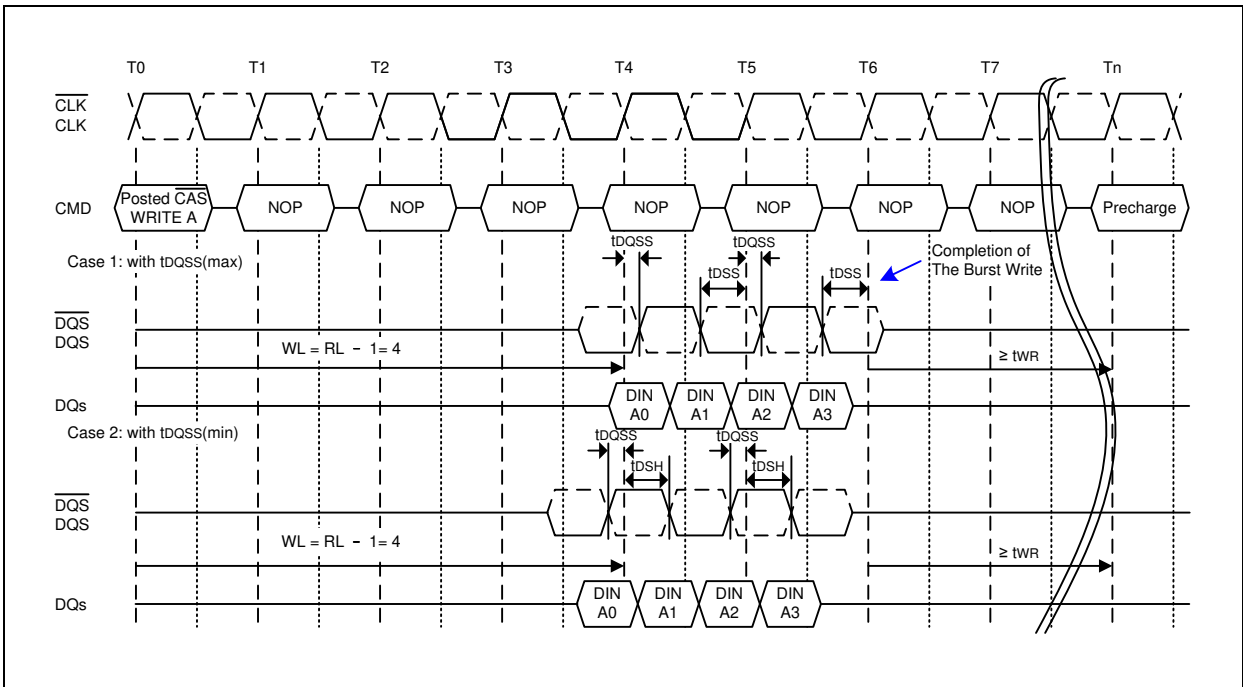 T0 T1 T2 T3 T4 T5 T6 T7 Tn
CLK
CLK
CMD
Posted CAS
WRITE A
NOP
NOP
NOP
NOP
NOP
NOP
NOP
Precharge
Case 1: with tDQSS(max)
tDQSS
tDQSS
tDSS
tDSS
Completion of
The Burst Write
DQS
DQS
WL = RL - 1= 4
≥ tWR
DQs
DIN
A0
DIN
A1
DIN
A2
DIN
A3
Case 2: with tDQSS(min)
tDQSS
tDQSS
tDSH
tDSH
DQS
DQS
WL = RL - 1= 4
≥ tWR
DQs
DIN
A0
DIN
A1
DIN
A2
DIN
A3